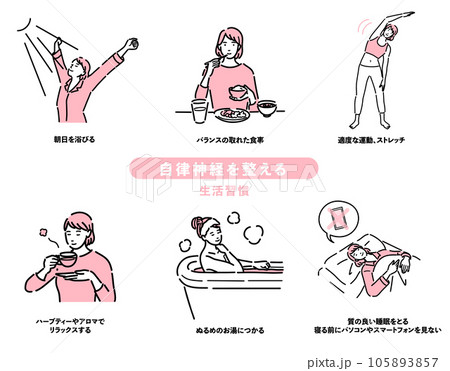 朝日を浴びる
バランスの取れた食事
適度な運動、ストレッチ
自律神経を整える
生活習慣
ハーブティーやアロマで
リラックスする
ぬるめのお湯につかる
質の良い睡眠をとる
寝る前にパソコンやスマートフォンを見ない
PIXTA
105893857